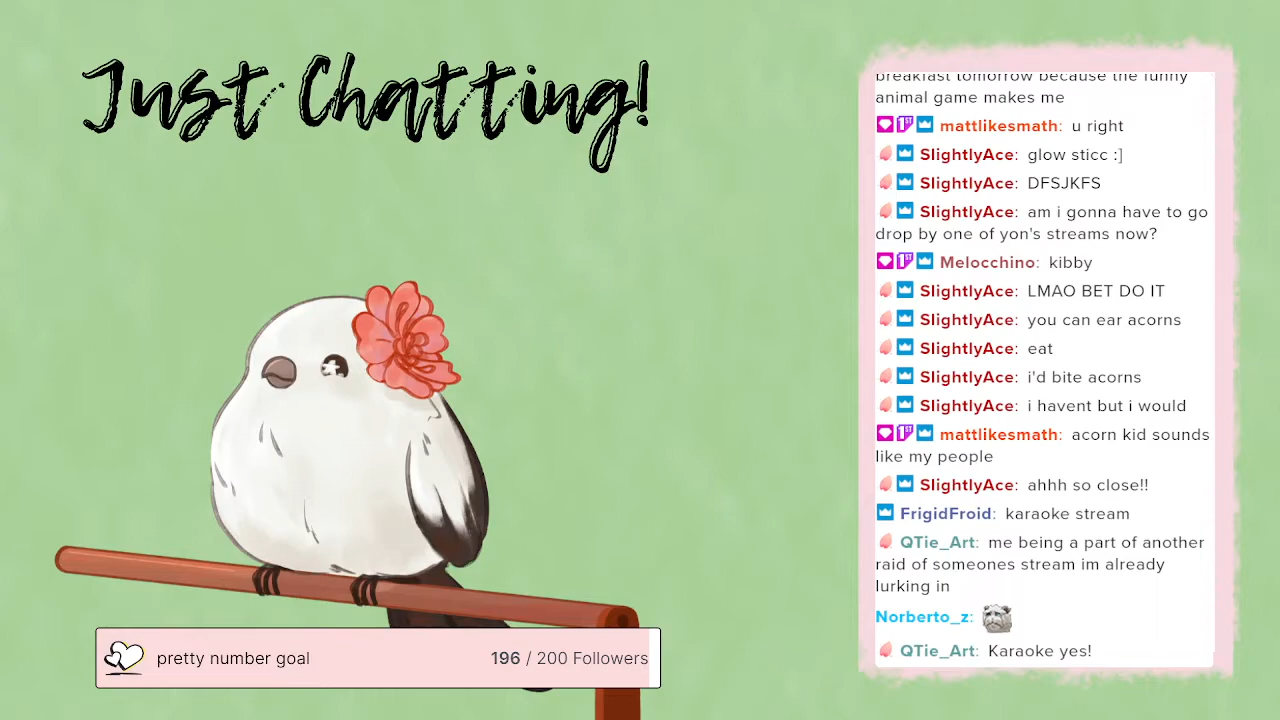 Just Chatting!
breakfast tomorrow because the funny
animal game makes me
mattlikesmath: u right
SlightlyAce: glow sticc :]
SlightlyAce: DFSJKFS
SlightlyAce: am i gonna have to go
drop by one of yon's streams now?
Melocchino: kibby
SlightlyAce: LMAO BET DO IT
SlightlyAce: you can ear acorns
SlightlyAce: eat
SlightlyAce: i'd bite acorns
SlightlyAce: i havent but i would
mattlikesmath: acorn kid sounds
like my people
SlightlyAce: ahhh so close!!
FrigidFroid: karaoke stream
QTie_Art: me being a part of another
raid of someones stream im already
lurking in
Norberto_z:
QTie_Art: Karaoke yes!
pretty number goal
196 / 200 Followers